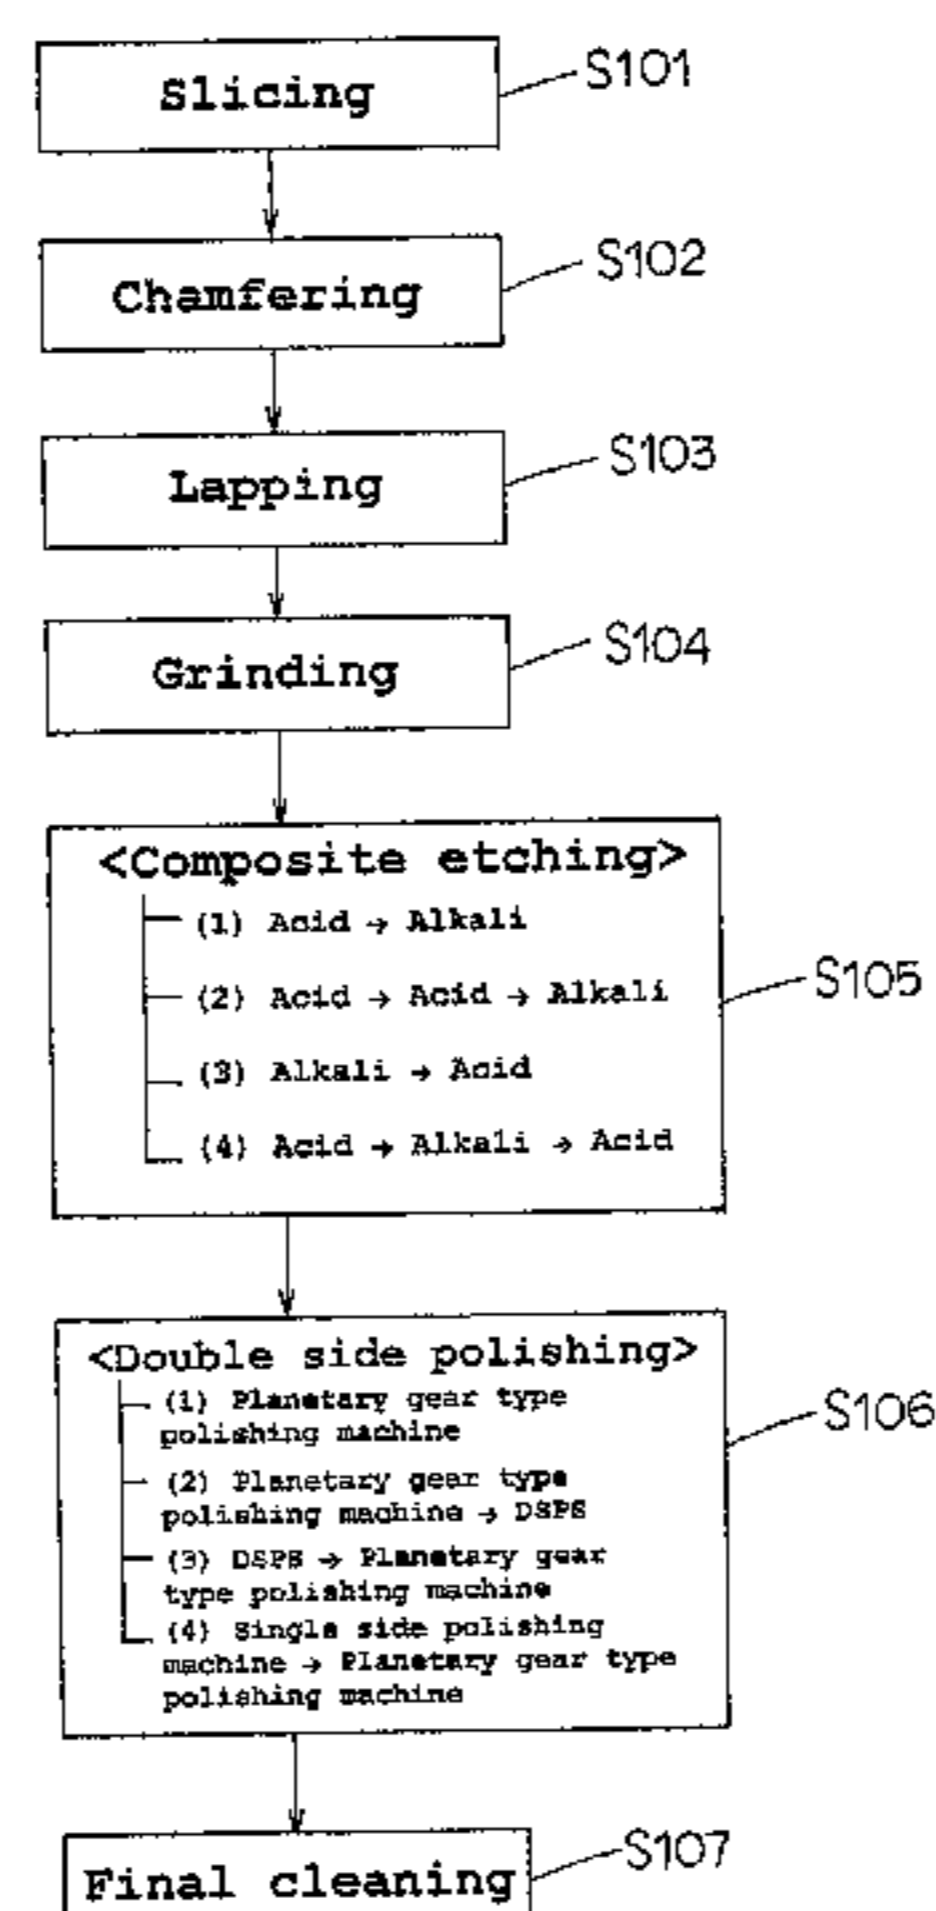 Slicing
S101
Chamfering
S102
Lapping
S103
Grinding
S104
<Composite etching>
(1) Acid → Alkali
(2) Acid → Acid → Alkali
(3) Alkali → Acid
(4) Acid → Alkali → Acid
S105
<Double side polishing>
(1) Planetary gear type
polishing machine
(2) Planetary gear type
polishing machine → DSPS
(3) DSPS → Planetary gear
type polishing machine
(4) Single side polishing
machine → Planetary gear type
polishing machine
S106
Final cleaning
S107